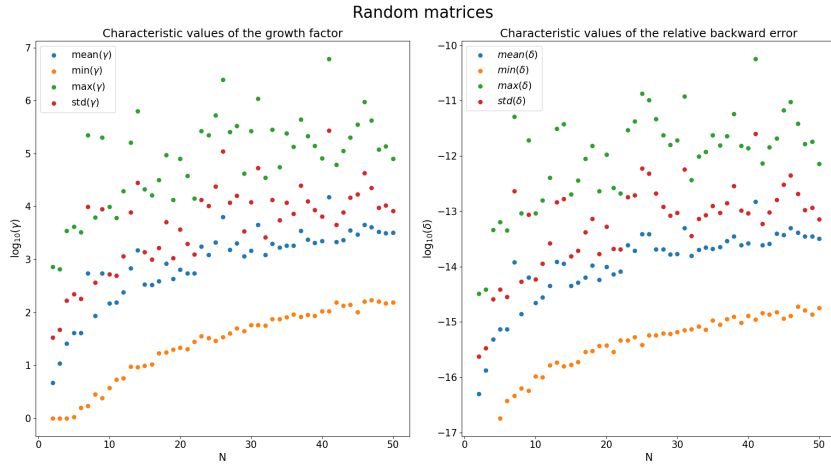 Random matrices
Characteristic values of the growth factor
7
6
5
4
3
2
1
0
log₁₀(γ)
mean(γ)
min(γ)
max(γ)
std(γ)
0
10
20
30
40
50
N
Characteristic values of the relative backward error
−10
−11
−12
−13
−14
−15
−16
−17
log₁₀(δ)
mean(δ)
min(δ)
max(δ)
std(δ)
0
10
20
30
40
50
N